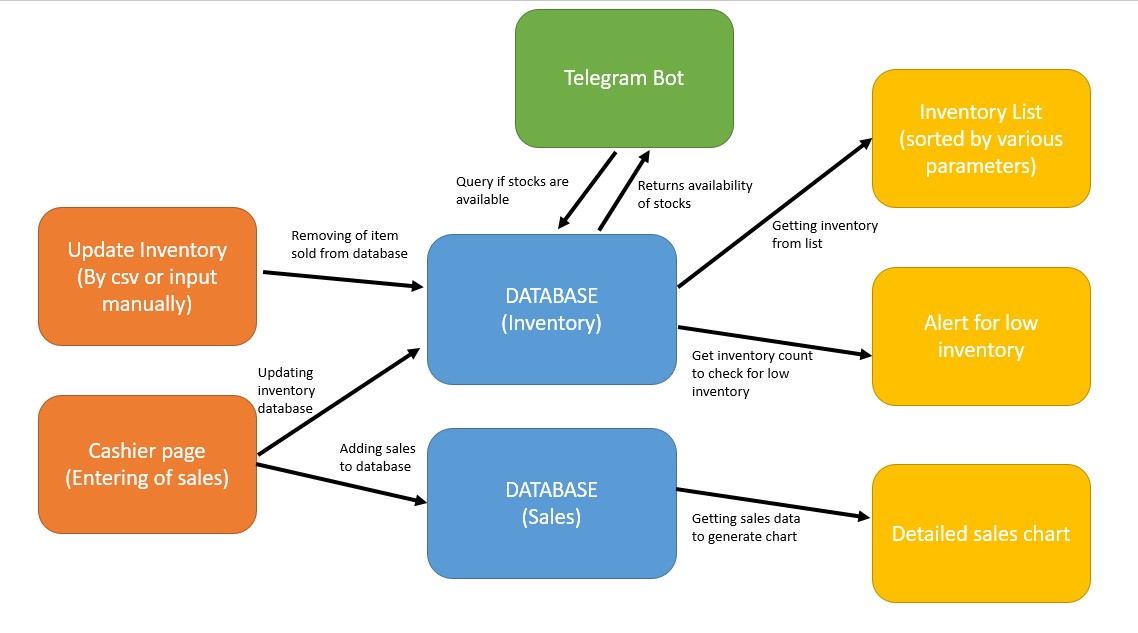 Telegram Bot
Inventory List
(sorted by various
parameters)
Query if stocks are
available
Returns availability
of stocks
Update Inventory
(By csv or input
manually)
Removing of item
sold from database
DATABASE
(Inventory)
Getting inventory
from list
Alert for low
inventory
Get inventory count
to check for low
inventory
Updating
inventory
database
Cashier page
(Entering of sales)
Adding sales
to database
DATABASE
(Sales)
Getting sales data
to generate chart
Detailed sales chart